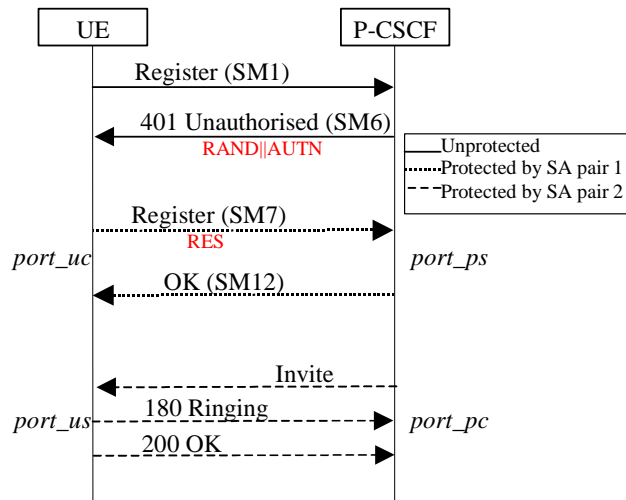 UE
P-CSCF
Register (SM1)
401 Unauthorised (SM6)
RAND||AUTN
Unprotected
Protected by SA pair 1
Protected by SA pair 2
Register (SM7)
RES
port_uc
port_ps
OK (SM12)
Invite
port_us
180 Ringing
port_pc
200 OK